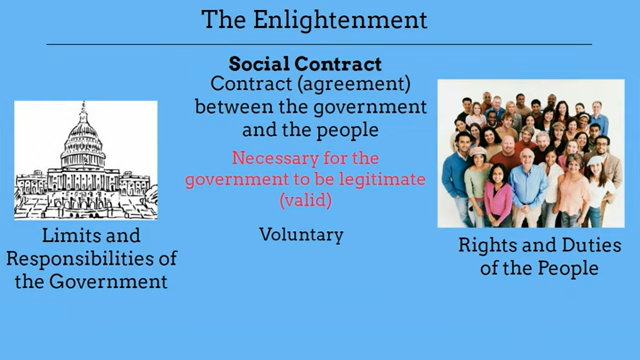 The Enlightenment
Social Contract
Contract (agreement)
between the government
and the people
Necessary for the
government to be legitimate
(valid)
Voluntary
Limits and
Responsibilities of
the Government
Rights and Duties
of the People